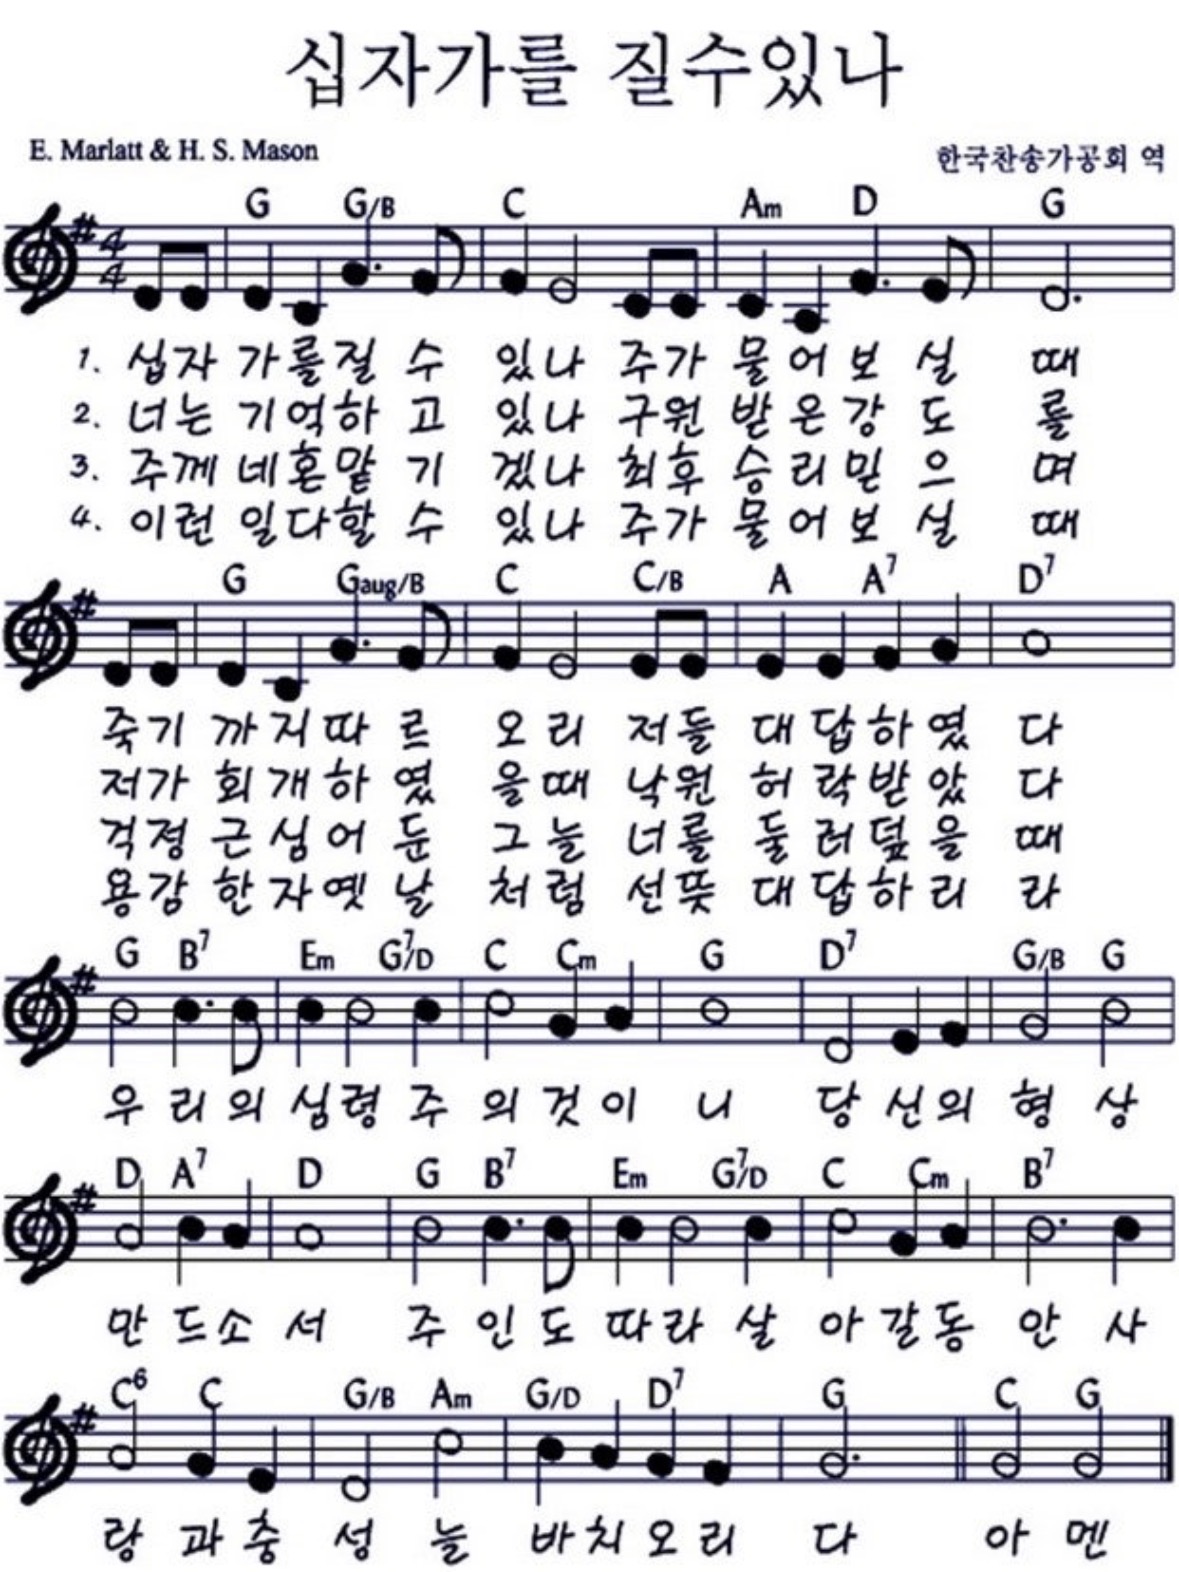 십자가를 질수있나
E. Marlatt & H. S. Mason 한국찬송가공회 역
G G/B C Am D G
4
4
1. 십자 가를질 수 있나 주가 물어보 실 때
2. 너는 기억하 고 있나 구원 받은강 도 를
3. 주께 네혼맡 기 겠나 최후 승리믿 으 며
4. 이런 일다할 수 있나 주가 물어보 실 때
G Gaug/B C C/B A A7 D7
죽기 까지따 르 오리 저들 대답하였 다
저가 회개하 였 을때 낙원 허락받았 다
걱정 근심어 둔 그늘 너를 둘러덮을 때
용감 한자옛 날 처럼 선뜻 대답하리 라
G B7 Em G7/D C Cm G D7 G/B G
우 리의 심령 주 의 것이 니 당 신의 형 상
D A7 D G B7 Em G7/D C Cm B7
만 드소 서 주 인도 따라 살 아 갈동 안 사
C6 C G/B Am G/D D7 G C G
랑 과충 성 늘 바치오리 다 아 멘